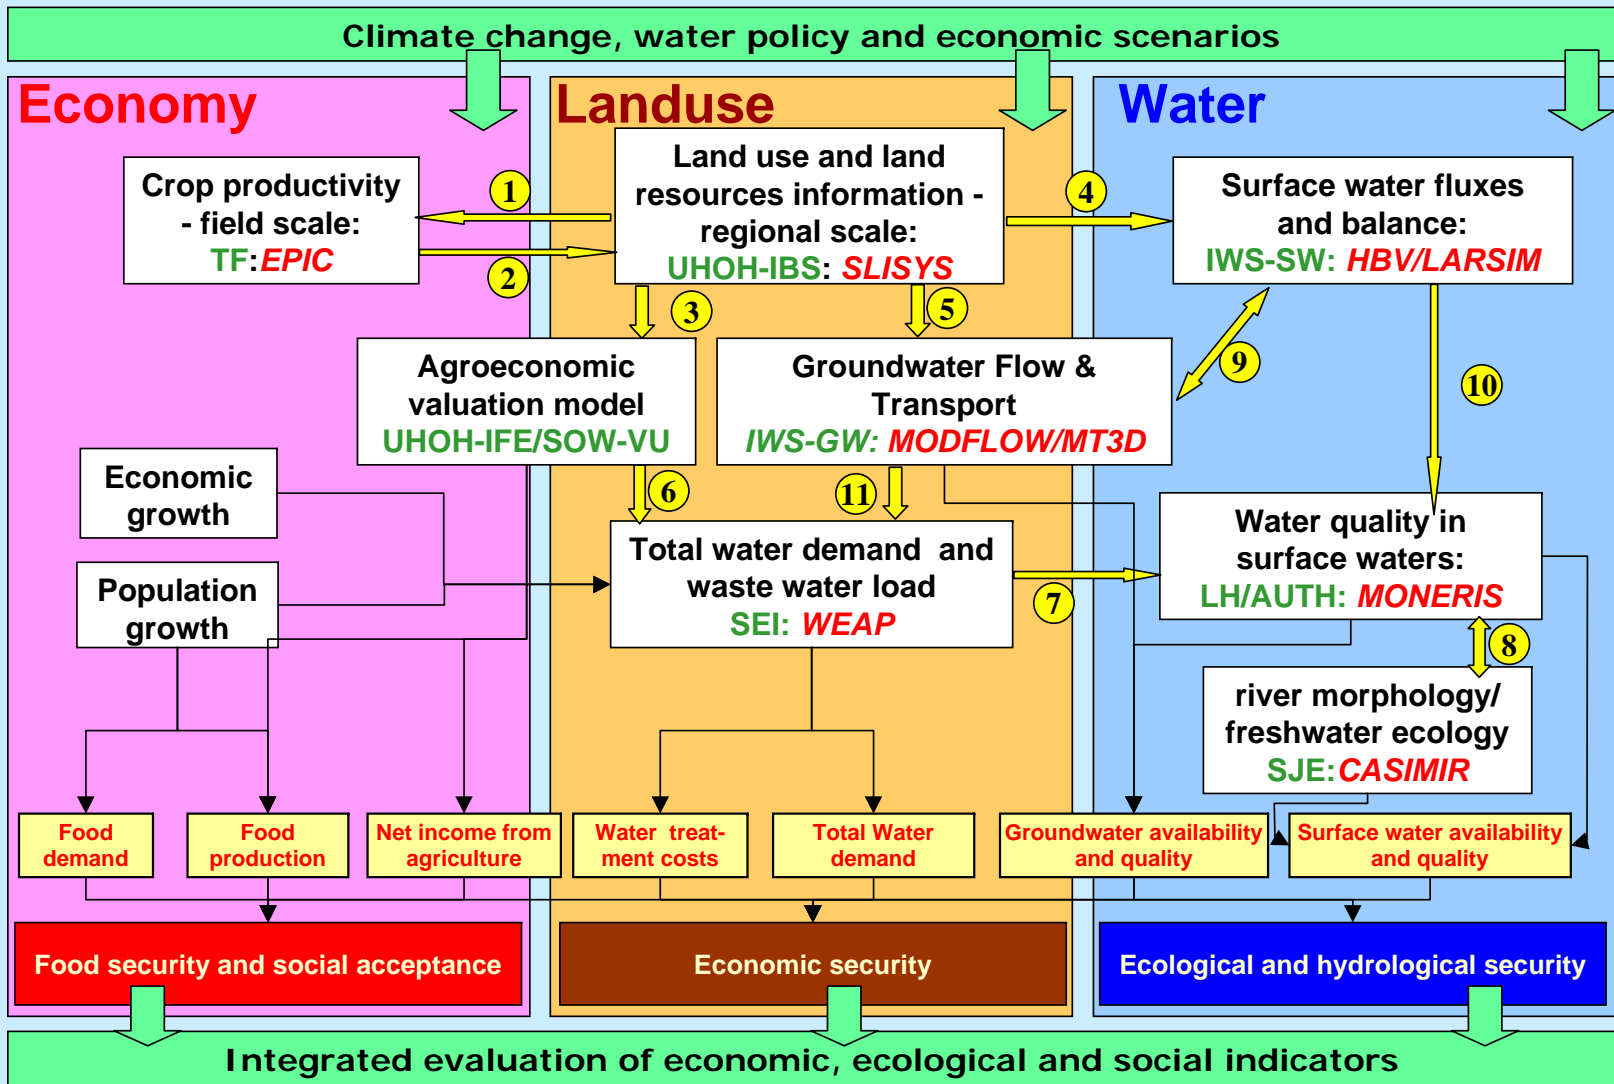 Climate change, water policy and economic scenarios
Economy
Landuse
Water
Crop productivity
- field scale:
TF:EPIC
1
2
Land use and land
resources information -
regional scale:
UHOH-IBS: SLISYS
4
Surface water fluxes
and balance:
IWS-SW: HBV/LARSIM
3
5
9
10
Agroeconomic
valuation model
UHOH-IFE/SOW-VU
Groundwater Flow &
Transport
IWS-GW: MODFLOW/MT3D
Economic
growth
6
11
Population
growth
Total water demand and
waste water load
SEI: WEAP
7
Water quality in
surface waters:
LH/AUTH: MONERIS
8
river morphology/
freshwater ecology
SJE:CASIMIR
Food
demand
Food
production
Net income from
agriculture
Water treat-
ment costs
Total Water
demand
Groundwater availability
and quality
Surface water availability
and quality
Food security and social acceptance
Economic security
Ecological and hydrological security
Integrated evaluation of economic, ecological and social indicators